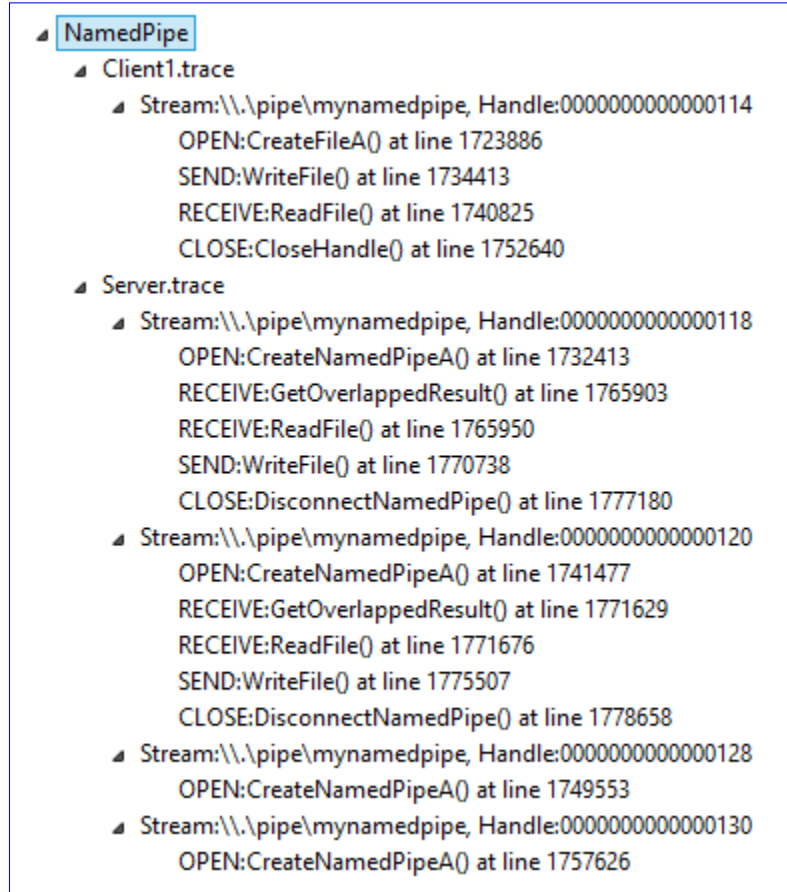 NamedPipe
Client1.trace
Stream:\\.\pipe\mynamedpipe, Handle:0000000000000114
OPEN:CreateFileA() at line 1723886
SEND:WriteFile() at line 1734413
RECEIVE:ReadFile() at line 1740825
CLOSE:CloseHandle() at line 1752640
Server.trace
Stream:\\.\pipe\mynamedpipe, Handle:0000000000000118
OPEN:CreateNamedPipeA() at line 1732413
RECEIVE:GetOverlappedResult() at line 1765903
RECEIVE:ReadFile() at line 1765950
SEND:WriteFile() at line 1770738
CLOSE:DisconnectNamedPipe() at line 1777180
Stream:\\.\pipe\mynamedpipe, Handle:0000000000000120
OPEN:CreateNamedPipeA() at line 1741477
RECEIVE:GetOverlappedResult() at line 1771629
RECEIVE:ReadFile() at line 1771676
SEND:WriteFile() at line 1775507
CLOSE:DisconnectNamedPipe() at line 1778658
Stream:\\.\pipe\mynamedpipe, Handle:0000000000000128
OPEN:CreateNamedPipeA() at line 1749553
Stream:\\.\pipe\mynamedpipe, Handle:0000000000000130
OPEN:CreateNamedPipeA() at line 1757626